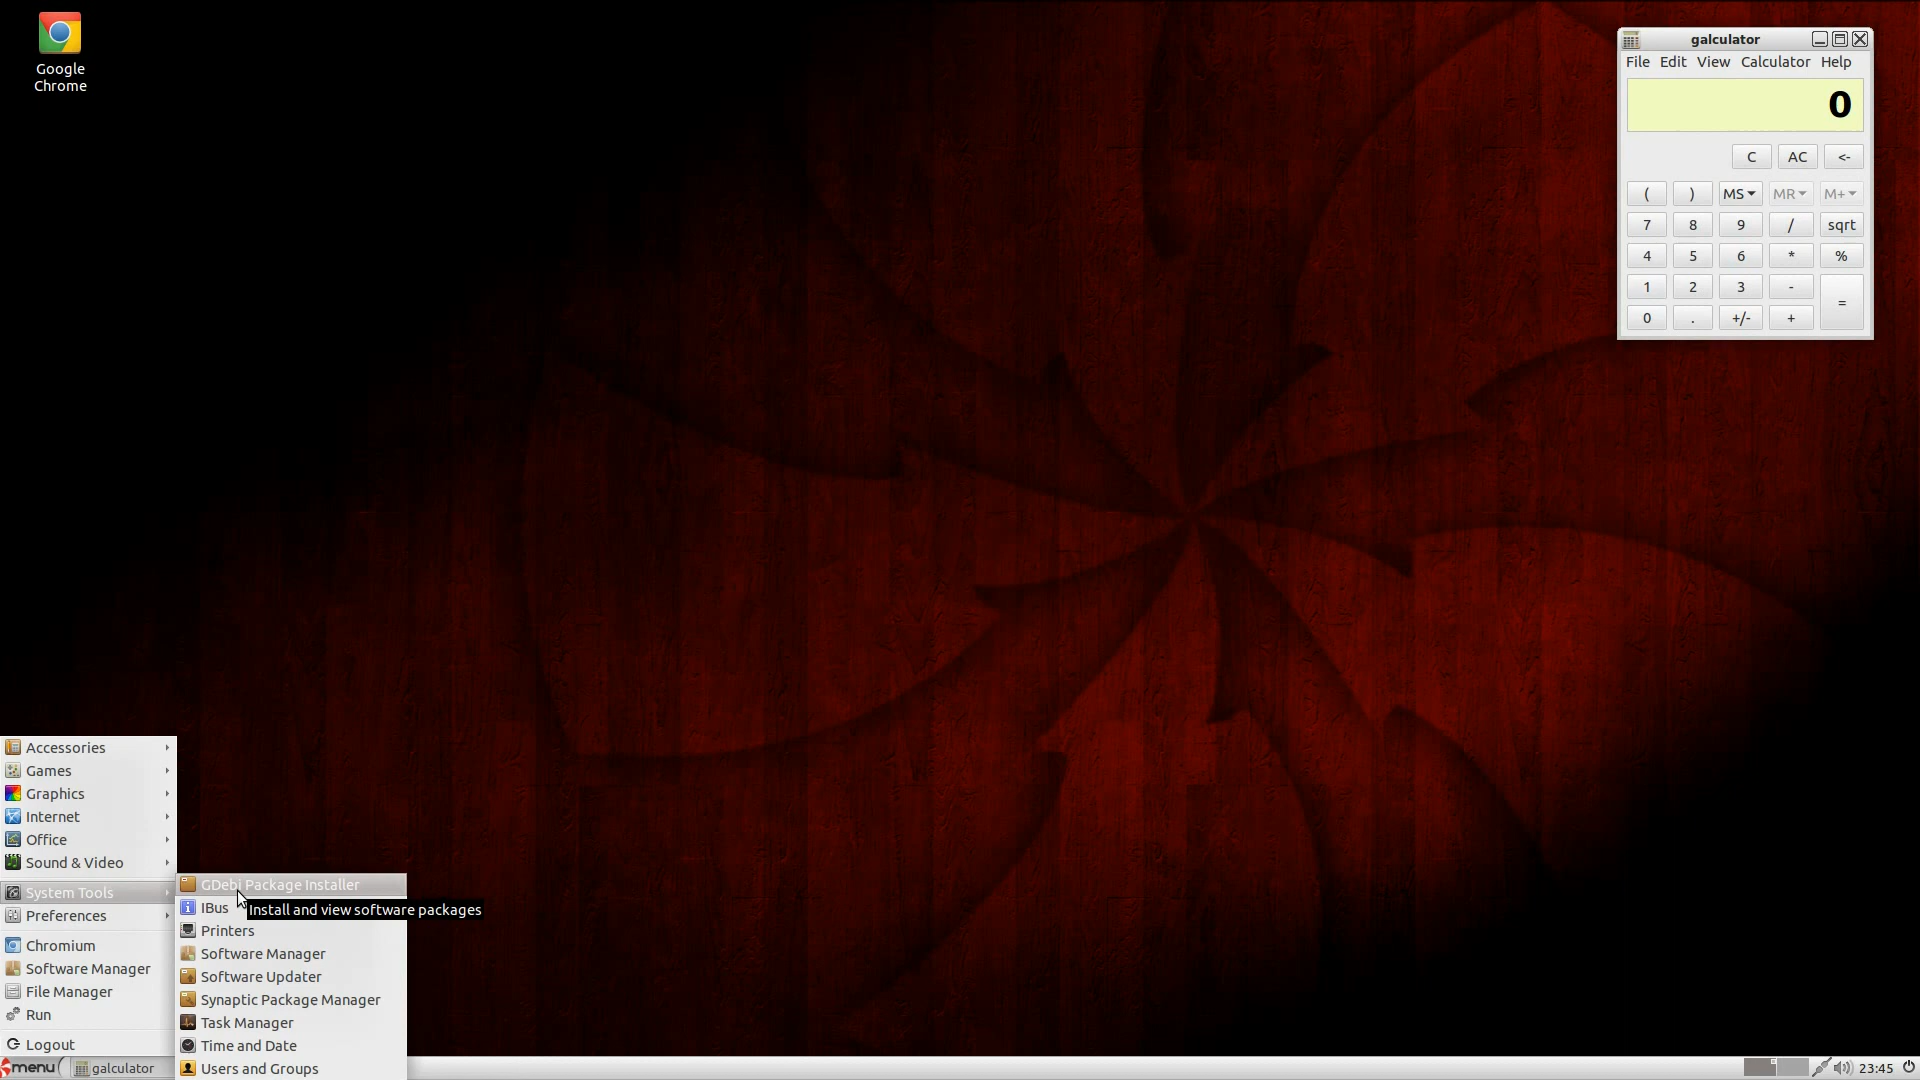 Google
Chrome
galculator
File Edit View Calculator Help
0
C AC <-
( ) MS MR M+
7 8 9 / sqrt
4 5 6 * %
1 2 3 - =
0 . +/- +
Accessories
Games
Graphics
Internet
Office
Sound & Video
System Tools
Preferences
Chromium
Software Manager
File Manager
Run
Logout
GDebi Package Installer
IBus
Install and view software packages
Printers
Software Manager
Software Updater
Synaptic Package Manager
Task Manager
Time and Date
Users and Groups
menu galculator 23:45